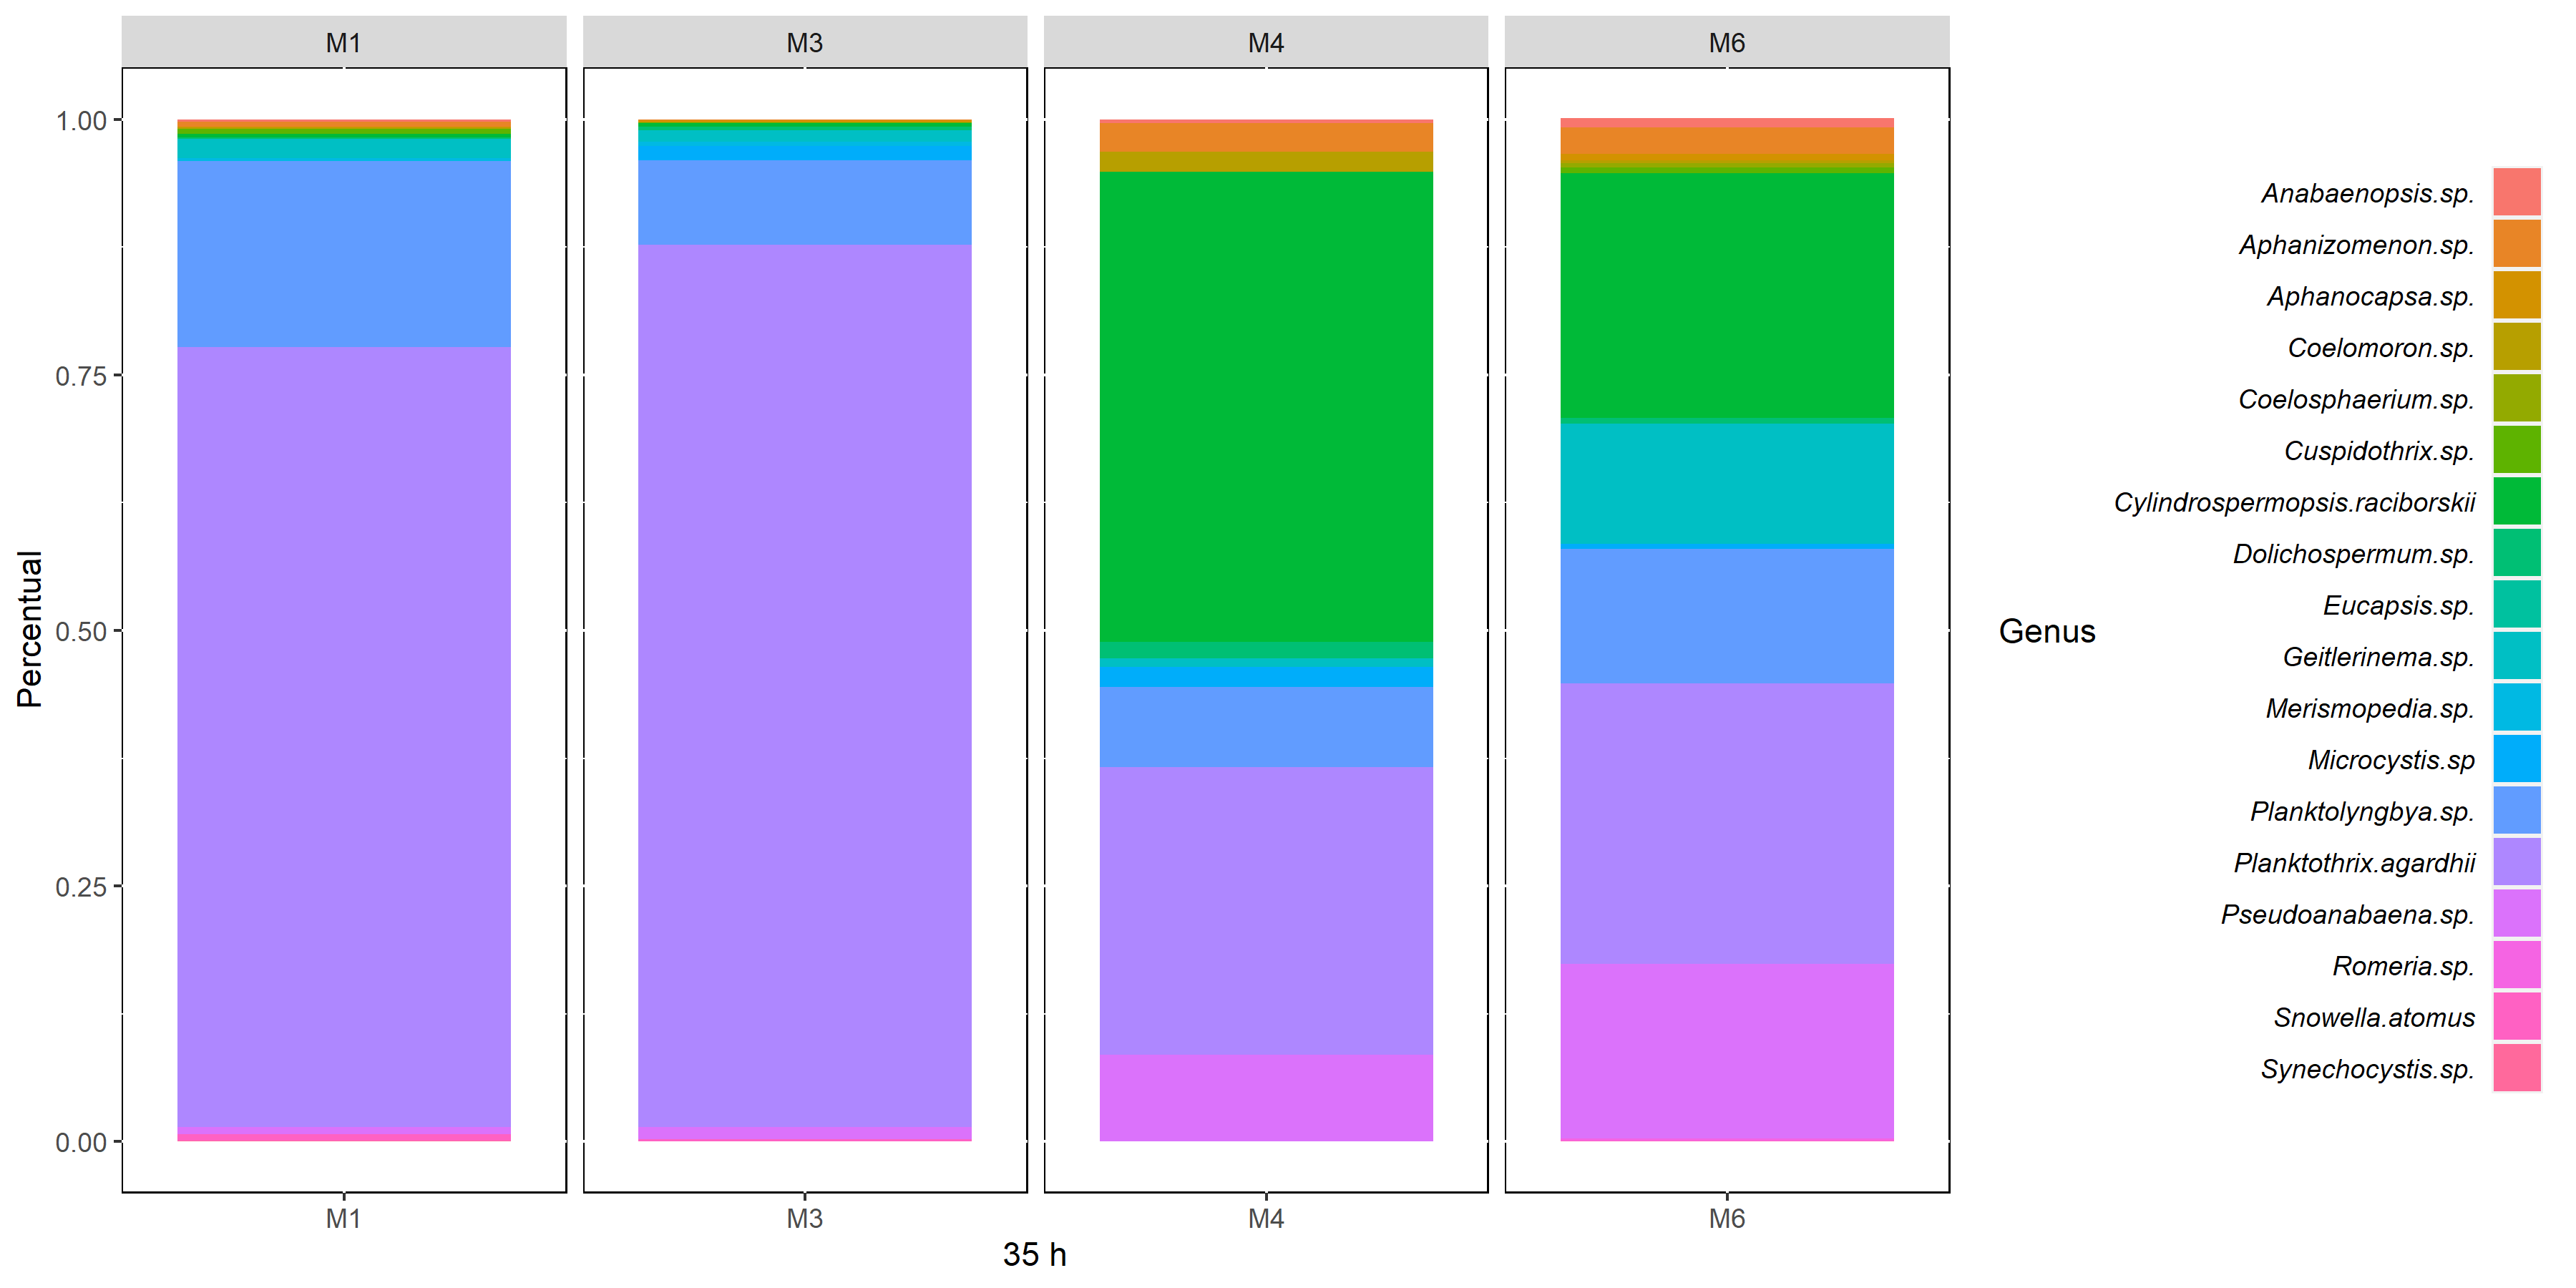 M1
M3
M4
M6
1.00
0.75
0.50
0.25
0.00
Percentual
M1
M3
M4
M6
35 h
Genus
Anabaenopsis.sp.
Aphanizomenon.sp.
Aphanocapsa.sp.
Coelomoron.sp.
Coelosphaerium.sp.
Cuspidothrix.sp.
Cylindrospermopsis.raciborskii
Dolichospermum.sp.
Eucapsis.sp.
Geitlerinema.sp.
Merismopedia.sp.
Microcystis.sp
Planktolyngbya.sp.
Planktothrix.agardhii
Pseudoanabaena.sp.
Romeria.sp.
Snowella.atomus
Synechocystis.sp.